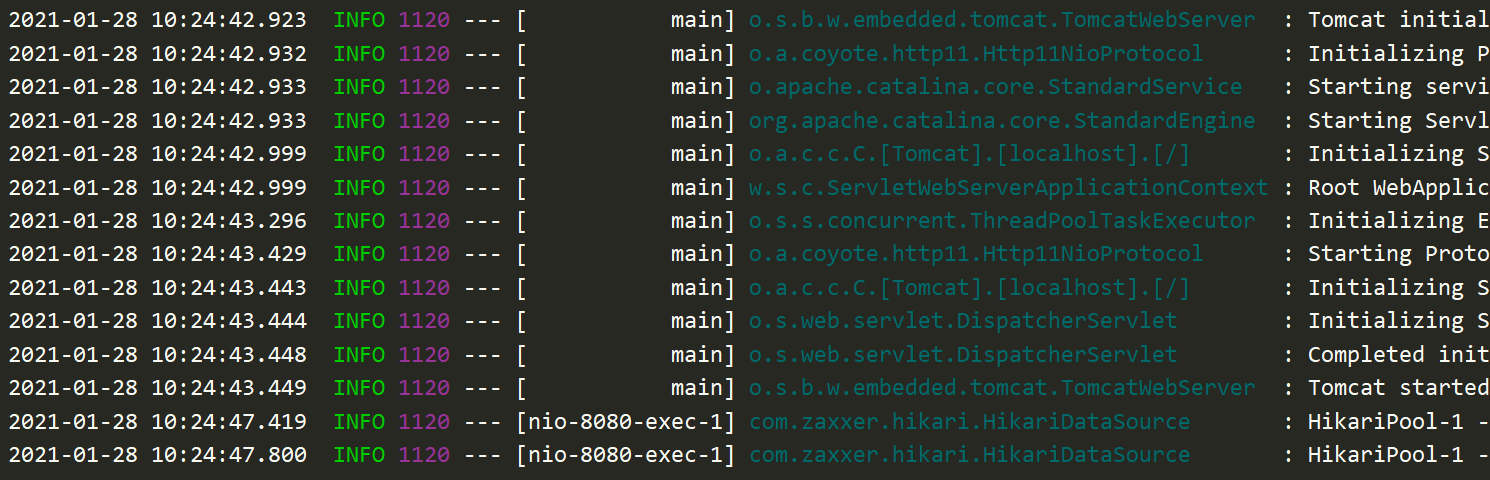 2021-01-28 10:24:42.923  INFO 1120 --- [           main] o.s.b.w.embedded.tomcat.TomcatWebServer  : Tomcat initial
2021-01-28 10:24:42.932  INFO 1120 --- [           main] o.a.coyote.http11.Http11NioProtocol      : Initializing P
2021-01-28 10:24:42.933  INFO 1120 --- [           main] o.apache.catalina.core.StandardService   : Starting servi
2021-01-28 10:24:42.933  INFO 1120 --- [           main] org.apache.catalina.core.StandardEngine  : Starting Servl
2021-01-28 10:24:42.999  INFO 1120 --- [           main] o.a.c.c.C.[Tomcat].[localhost].[/]       : Initializing S
2021-01-28 10:24:42.999  INFO 1120 --- [           main] w.s.c.ServletWebServerApplicationContext : Root WebApplic
2021-01-28 10:24:43.296  INFO 1120 --- [           main] o.s.s.concurrent.ThreadPoolTaskExecutor  : Initializing E
2021-01-28 10:24:43.429  INFO 1120 --- [           main] o.a.coyote.http11.Http11NioProtocol      : Starting Proto
2021-01-28 10:24:43.443  INFO 1120 --- [           main] o.a.c.c.C.[Tomcat].[localhost].[/]       : Initializing S
2021-01-28 10:24:43.444  INFO 1120 --- [           main] o.s.web.servlet.DispatcherServlet        : Initializing S
2021-01-28 10:24:43.448  INFO 1120 --- [           main] o.s.web.servlet.DispatcherServlet        : Completed init
2021-01-28 10:24:43.449  INFO 1120 --- [           main] o.s.b.w.embedded.tomcat.TomcatWebServer  : Tomcat started
2021-01-28 10:24:47.419  INFO 1120 --- [nio-8080-exec-1] com.zaxxer.hikari.HikariDataSource       : HikariPool-1 -
2021-01-28 10:24:47.800  INFO 1120 --- [nio-8080-exec-1] com.zaxxer.hikari.HikariDataSource       : HikariPool-1 -